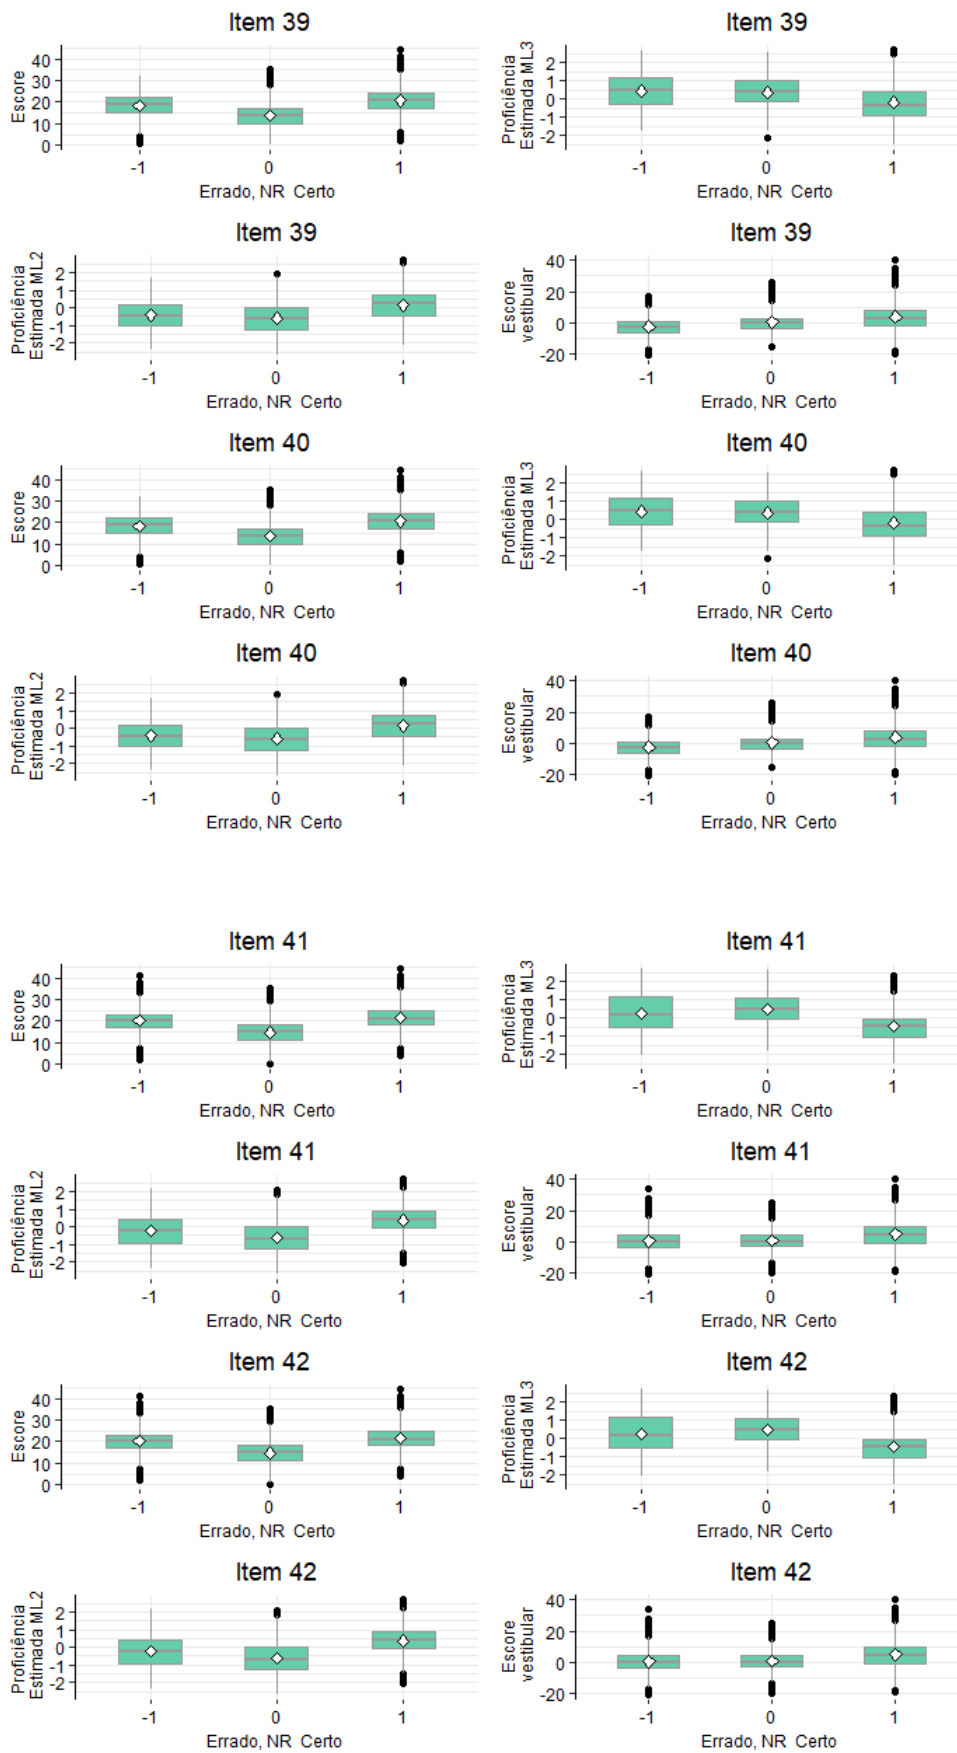 Item 39
Escore
40
30
20
10
0
-1 0 1
Errado, NR Certo
Item 39
Proficiência
Estimada ML3
2
1
0
-1
-2
-1 0 1
Errado, NR Certo
Item 39
Proficiência
Estimada ML2
2
1
0
-1
-2
-1 0 1
Errado, NR Certo
Item 39
Escore
vestibular
40
20
0
-20
-1 0 1
Errado, NR Certo
Item 40
Escore
40
30
20
10
0
-1 0 1
Errado, NR Certo
Item 40
Proficiência
Estimada ML3
2
1
0
-1
-2
-1 0 1
Errado, NR Certo
Item 40
Proficiência
Estimada ML2
2
1
0
-1
-2
-1 0 1
Errado, NR Certo
Item 40
Escore
vestibular
40
20
0
-20
-1 0 1
Errado, NR Certo
Item 41
Escore
40
30
20
10
0
-1 0 1
Errado, NR Certo
Item 41
Proficiência
Estimada ML3
2
1
0
-1
-2
-1 0 1
Errado, NR Certo
Item 41
Proficiência
Estimada ML2
2
1
0
-1
-2
-1 0 1
Errado, NR Certo
Item 41
Escore
vestibular
40
20
0
-20
-1 0 1
Errado, NR Certo
Item 42
Escore
40
30
20
10
0
-1 0 1
Errado, NR Certo
Item 42
Proficiência
Estimada ML3
2
1
0
-1
-2
-1 0 1
Errado, NR Certo
Item 42
Proficiência
Estimada ML2
2
1
0
-1
-2
-1 0 1
Errado, NR Certo
Item 42
Escore
vestibular
40
20
0
-20
-1 0 1
Errado, NR Certo